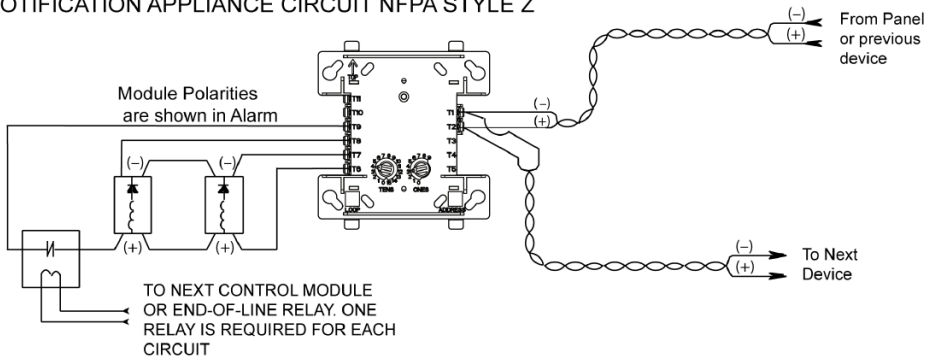 OTIFICATION APPLIANCE CIRCUIT NFPA STYLE Z
(-)
(+)
From Panel
or previous
device
Module Polarities
are shown in Alarm
TOP
T11
T10
T9
T8
T7
T6
T1
T2
T3
T4
T5
(-)
(+)
(-)
(-)
(+)
(+)
TENS
ONES
LOOP
ADDRESS
(-)
(+)
To Next
Device
TO NEXT CONTROL MODULE
OR END-OF-LINE RELAY. ONE
RELAY IS REQUIRED FOR EACH
CIRCUIT